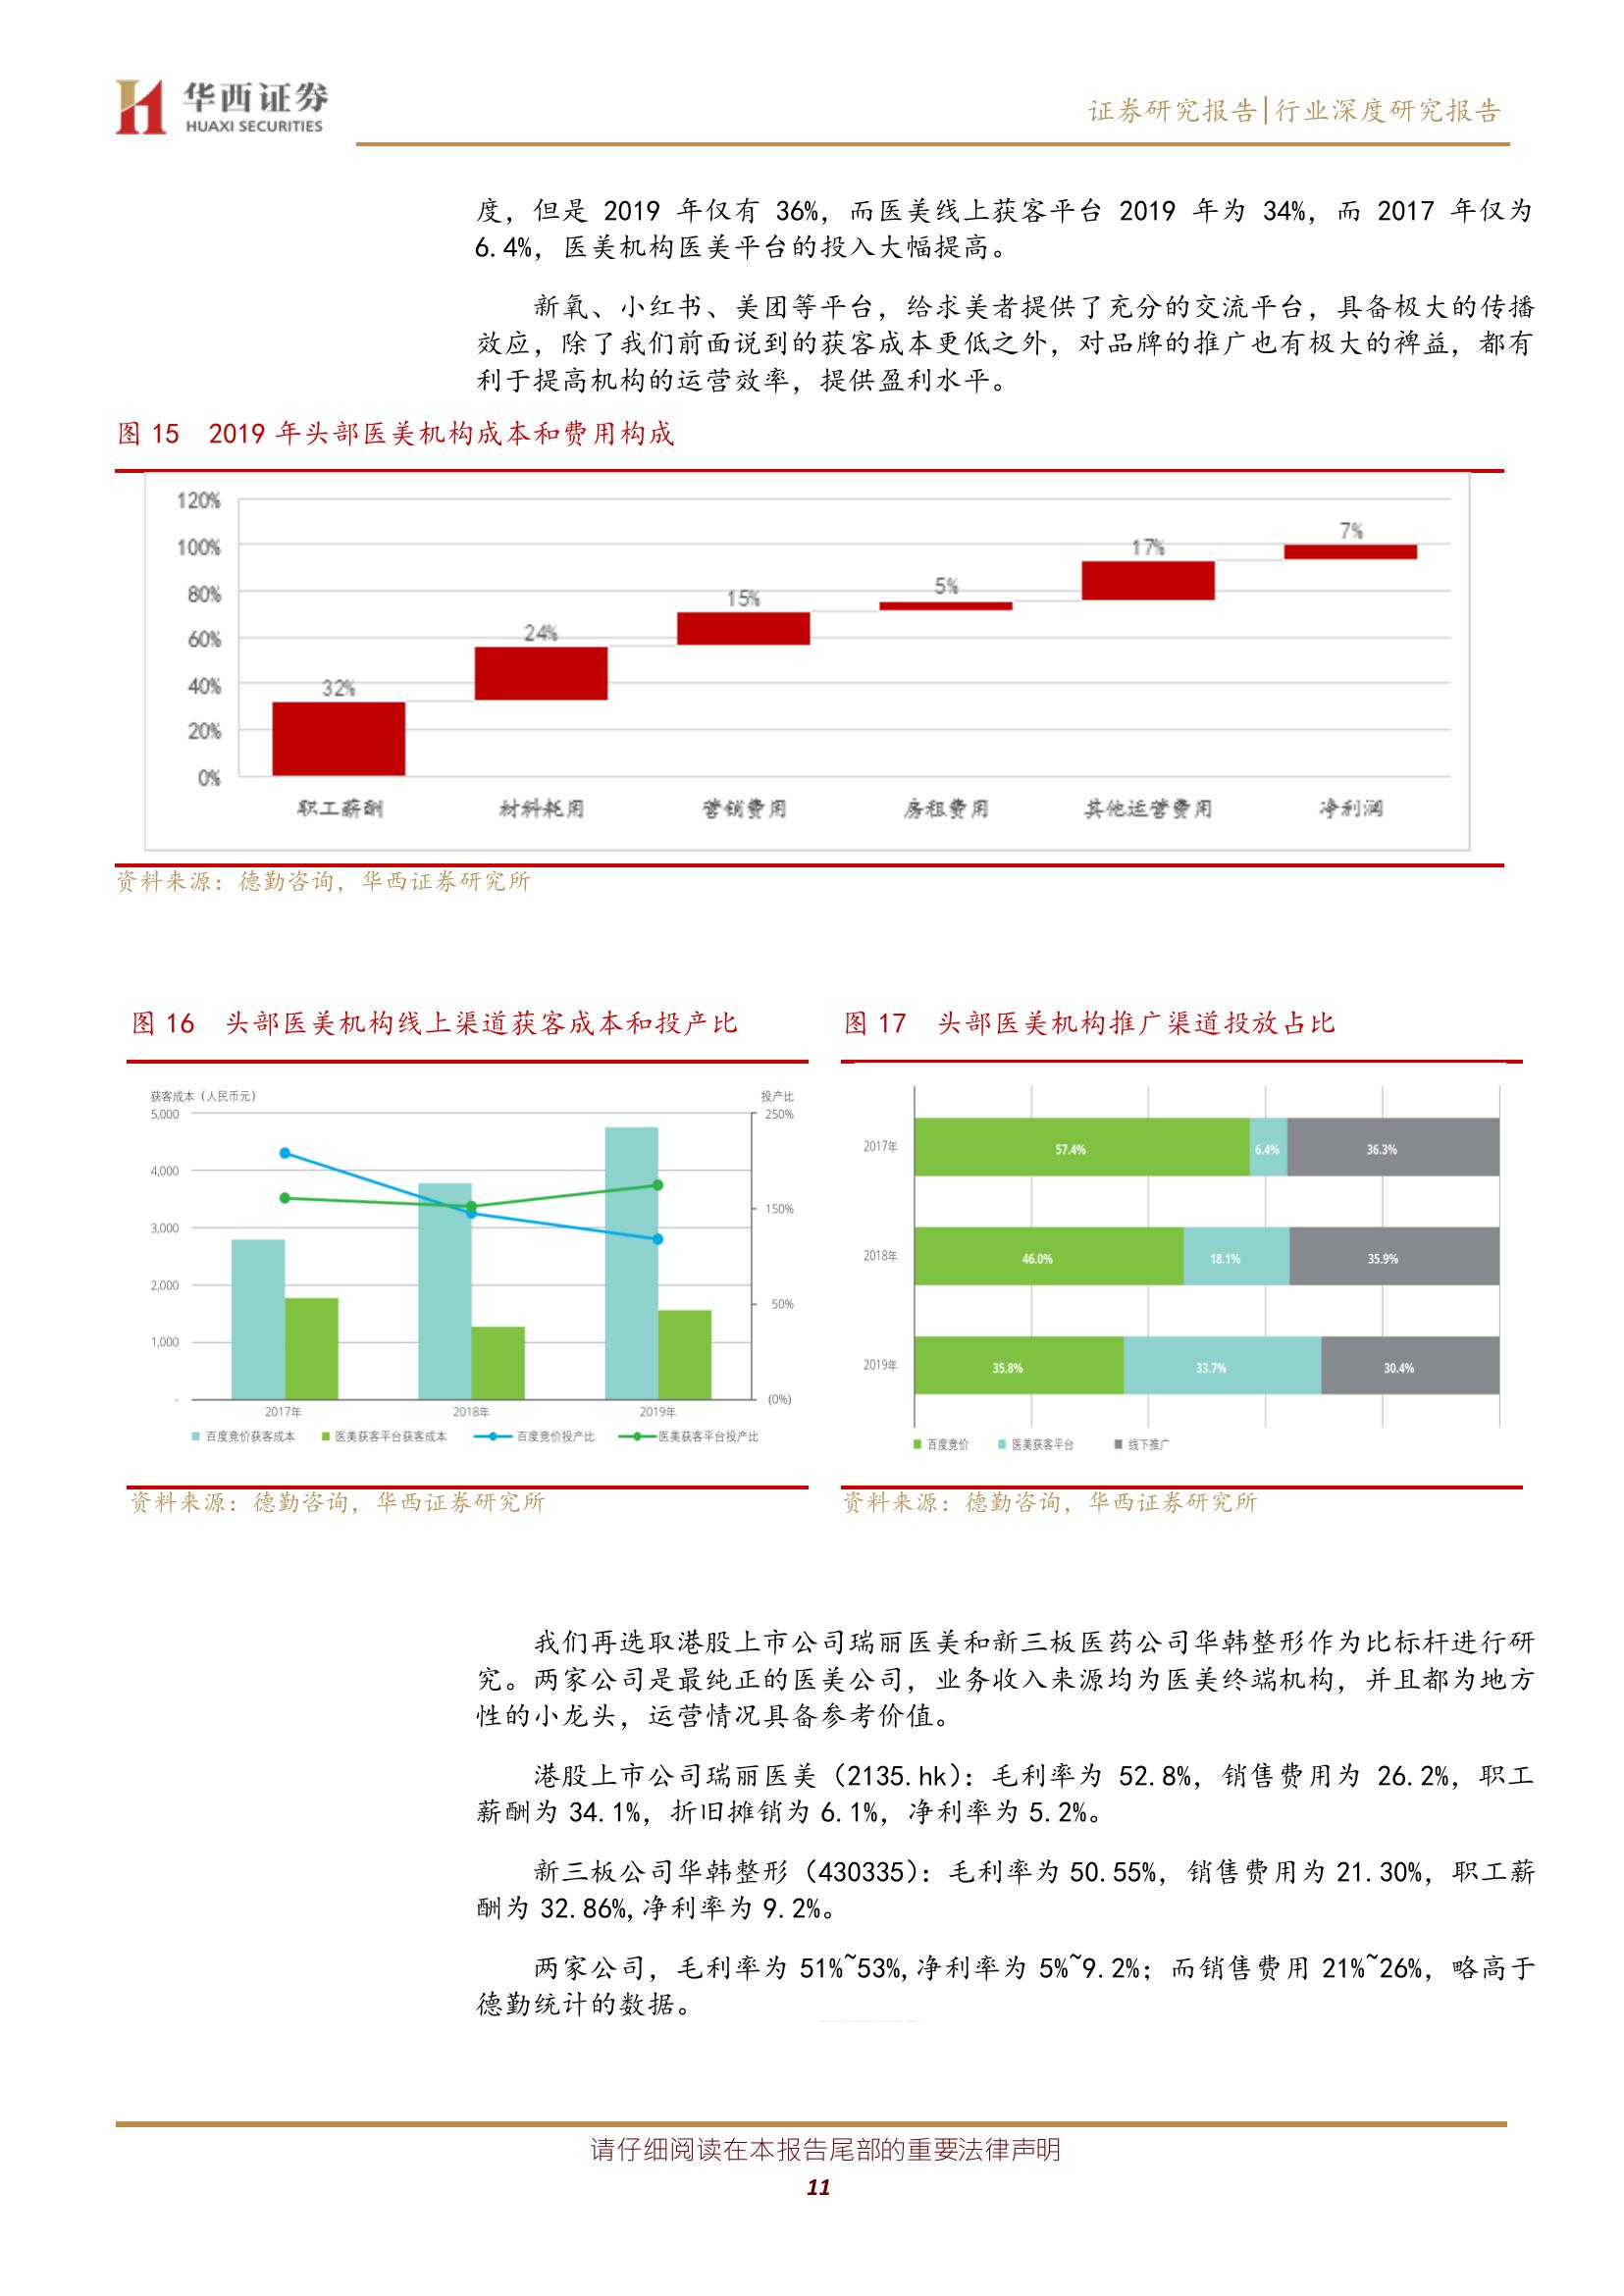 华西证券
HUAXI SECURITIES
证券研究报告|行业深度研究报告
度，但是 2019 年仅有 36%，而医美线上获客平台 2019 年为 34%，而 2017 年仅为
6.4%，医美机构医美平台的投入大幅提高。
新氧、小红书、美团等平台，给求美者提供了充分的交流平台，具备极大的传播
效应，除了我们前面说到的获客成本更低之外，对品牌的推广也有极大的裨益，都有
利于提高机构的运营效率，提供盈利水平。
图 15 2019 年头部医美机构成本和费用构成
120%
100%
80%
60%
40%
20%
0%
32%
24%
15%
5%
17%
7%
职工薪酬 材料耗用 营销费用 房租费用 其他运营费用 净利润
资料来源：德勤咨询，华西证券研究所
图 16 头部医美机构线上渠道获客成本和投产比
获客成本（人民币元） 投产比
5,000 250%
4,000
3,000 150%
2,000
1,000 50%
- (0%)
2017年 2018年 2019年
百度竞价获客成本 医美获客平台获客成本 百度竞价投产比 医美获客平台投产比
资料来源：德勤咨询，华西证券研究所
图 17 头部医美机构推广渠道投放占比
2017年 57.4% 6.4% 36.3%
2018年 46.0% 18.1% 35.9%
2019年 35.8% 33.7% 30.4%
百度竞价 医美获客平台 线下推广
资料来源：德勤咨询，华西证券研究所
我们再选取港股上市公司瑞丽医美和新三板医药公司华韩整形作为比标杆进行研
究。两家公司是最纯正的医美公司，业务收入来源均为医美终端机构，并且都为地方
性的小龙头，运营情况具备参考价值。
港股上市公司瑞丽医美（2135.hk）：毛利率为 52.8%，销售费用为 26.2%，职工
薪酬为 34.1%，折旧摊销为 6.1%，净利率为 5.2%。
新三板公司华韩整形（430335）：毛利率为 50.55%，销售费用为 21.30%，职工薪
酬为 32.86%,净利率为 9.2%。
两家公司，毛利率为 51%~53%,净利率为 5%~9.2%；而销售费用 21%~26%，略高于
德勤统计的数据。
请仔细阅读在本报告尾部的重要法律声明
11